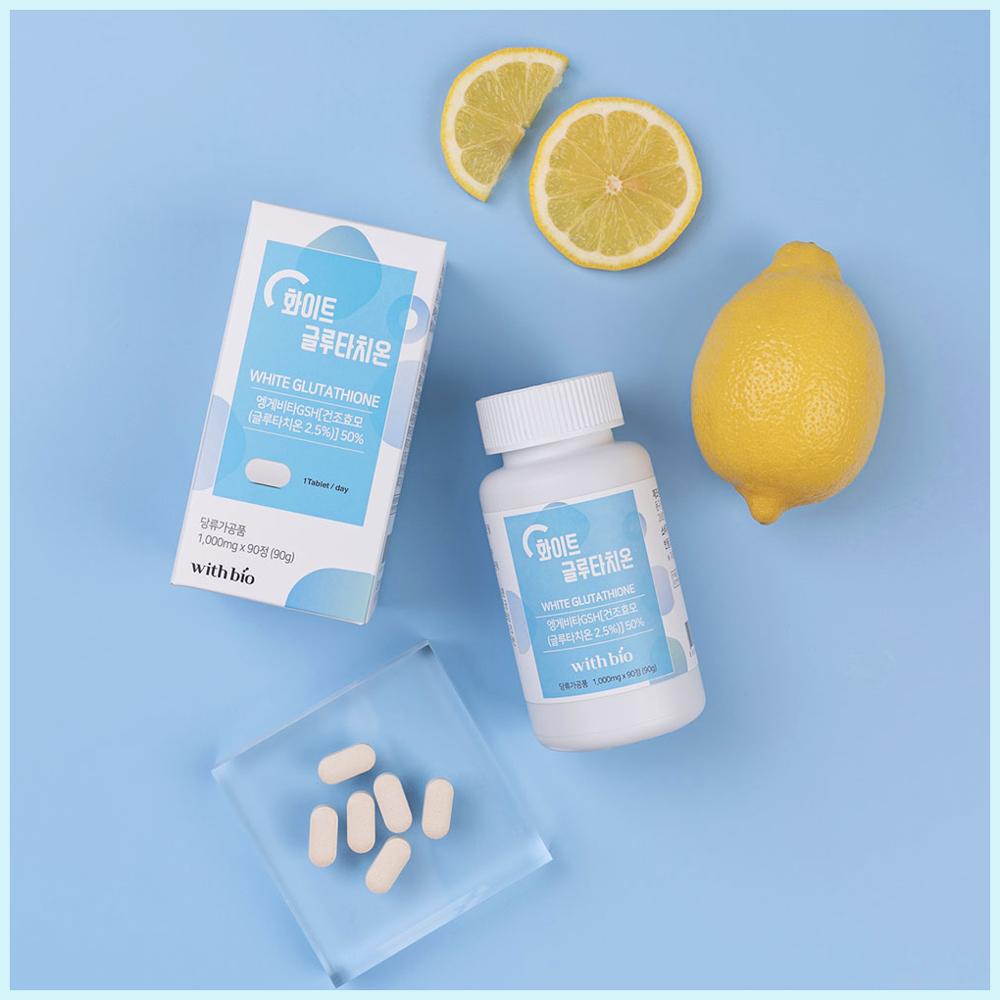 화이트
글루타치온
WHITE GLUTATHIONE
엥게비타GSH[건조효모
(글루타치온 2.5%)] 50%
1Tablet / day
당류가공품
1,000mg x 90정 (90g)
with bio
화이트
글루타치온
WHITE GLUTATHIONE
엥게비타GSH[건조효모
(글루타치온 2.5%)] 50%
with bio
당류가공품 1,000mg x 90정 (90g)